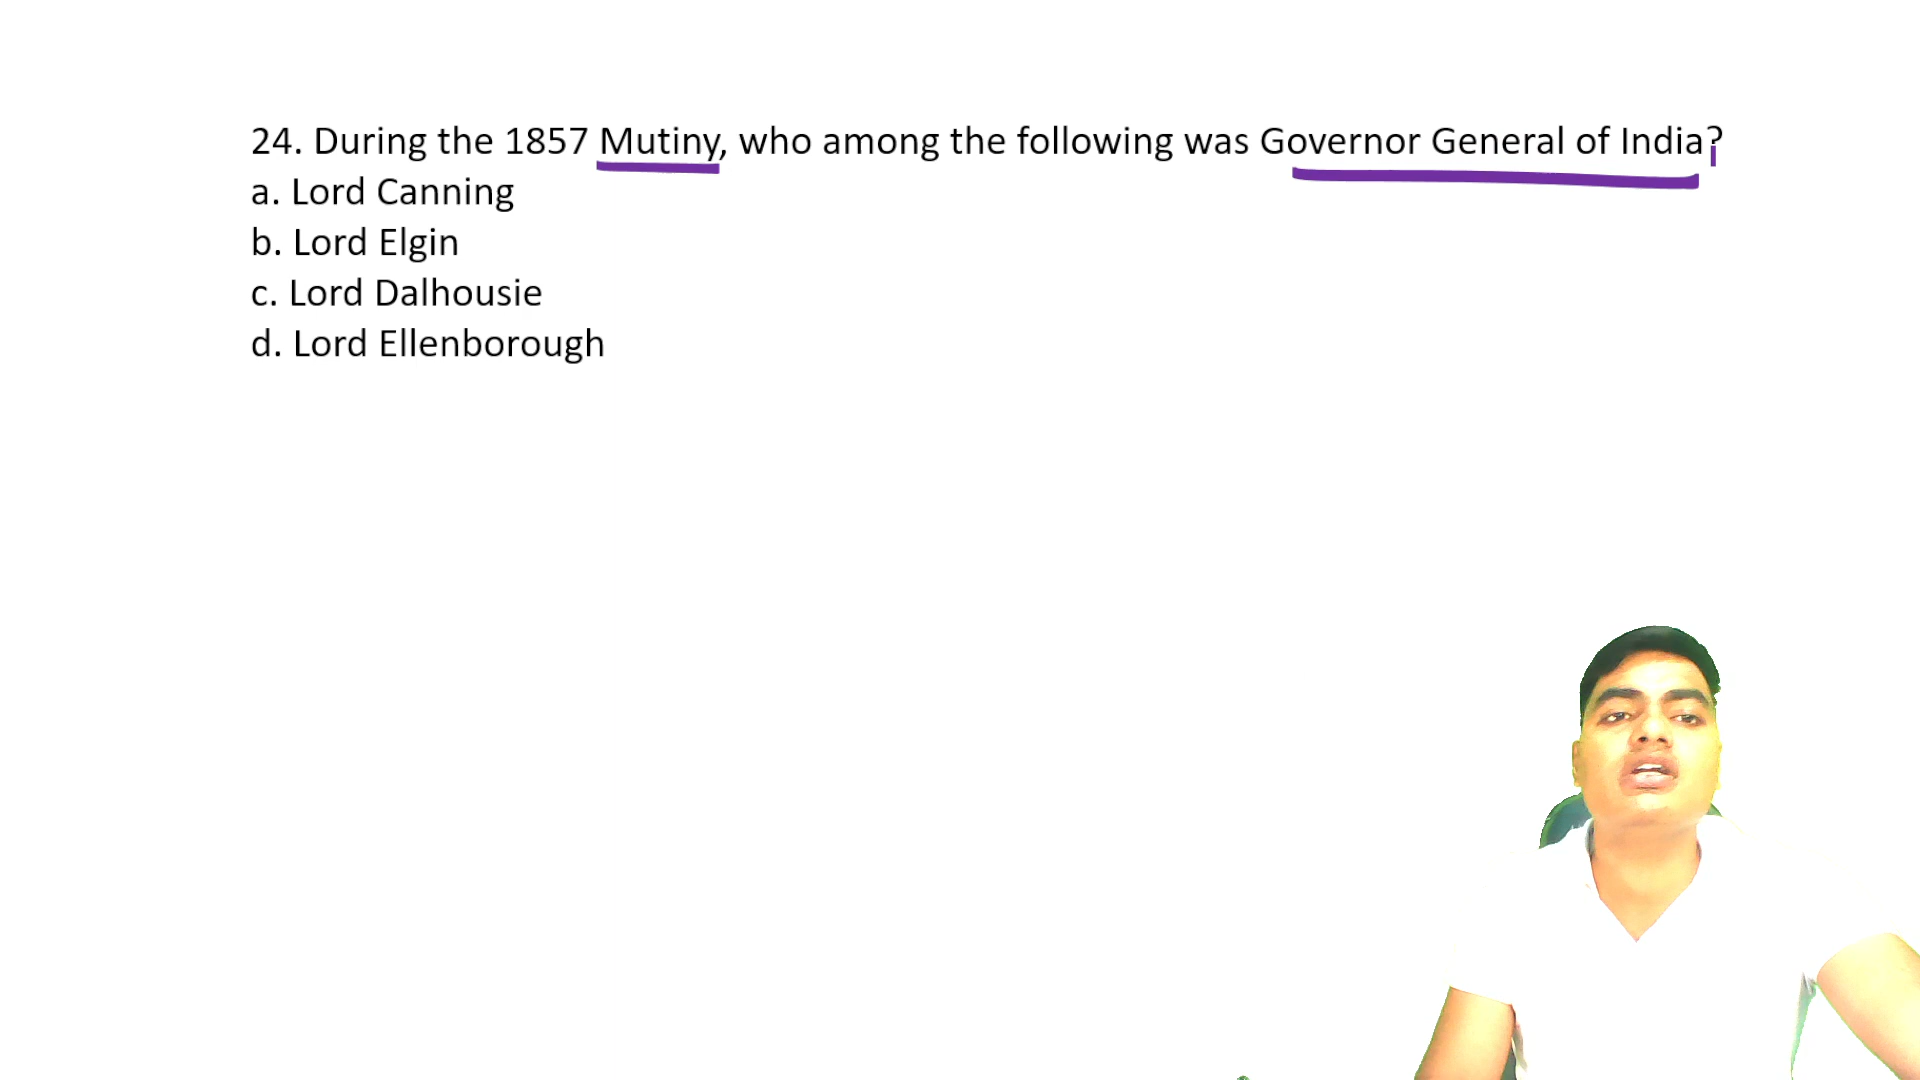 24. During the 1857 Mutiny, who among the following was Governor General of India?
a. Lord Canning
b. Lord Elgin
c. Lord Dalhousie
d. Lord Ellenborough